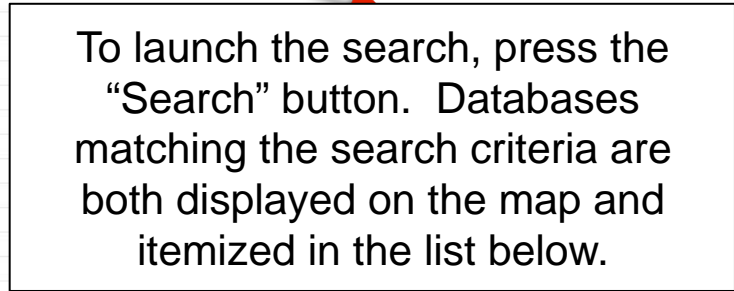 To launch the search, press the
“Search” button.  Databases
matching the search criteria are
both displayed on the map and
itemized in the list below.